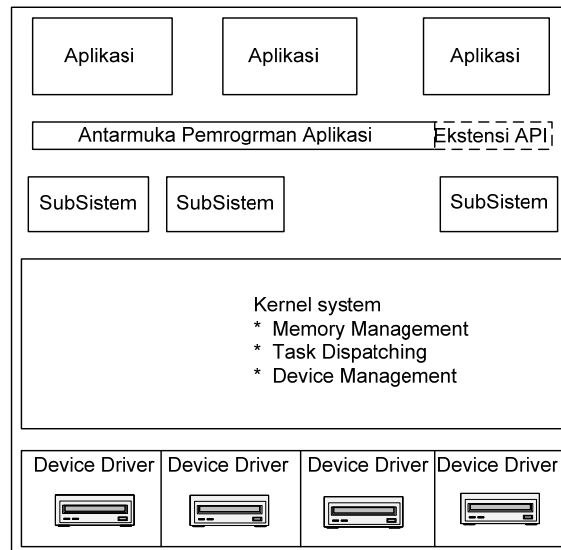 Aplikasi
Aplikasi
Aplikasi
Antarmuka Pemrogrman Aplikasi
Ekstensi API
SubSistem
SubSistem
SubSistem
Kernel system
* Memory Management
* Task Dispatching
* Device Management
Device Driver
Device Driver
Device Driver
Device Driver